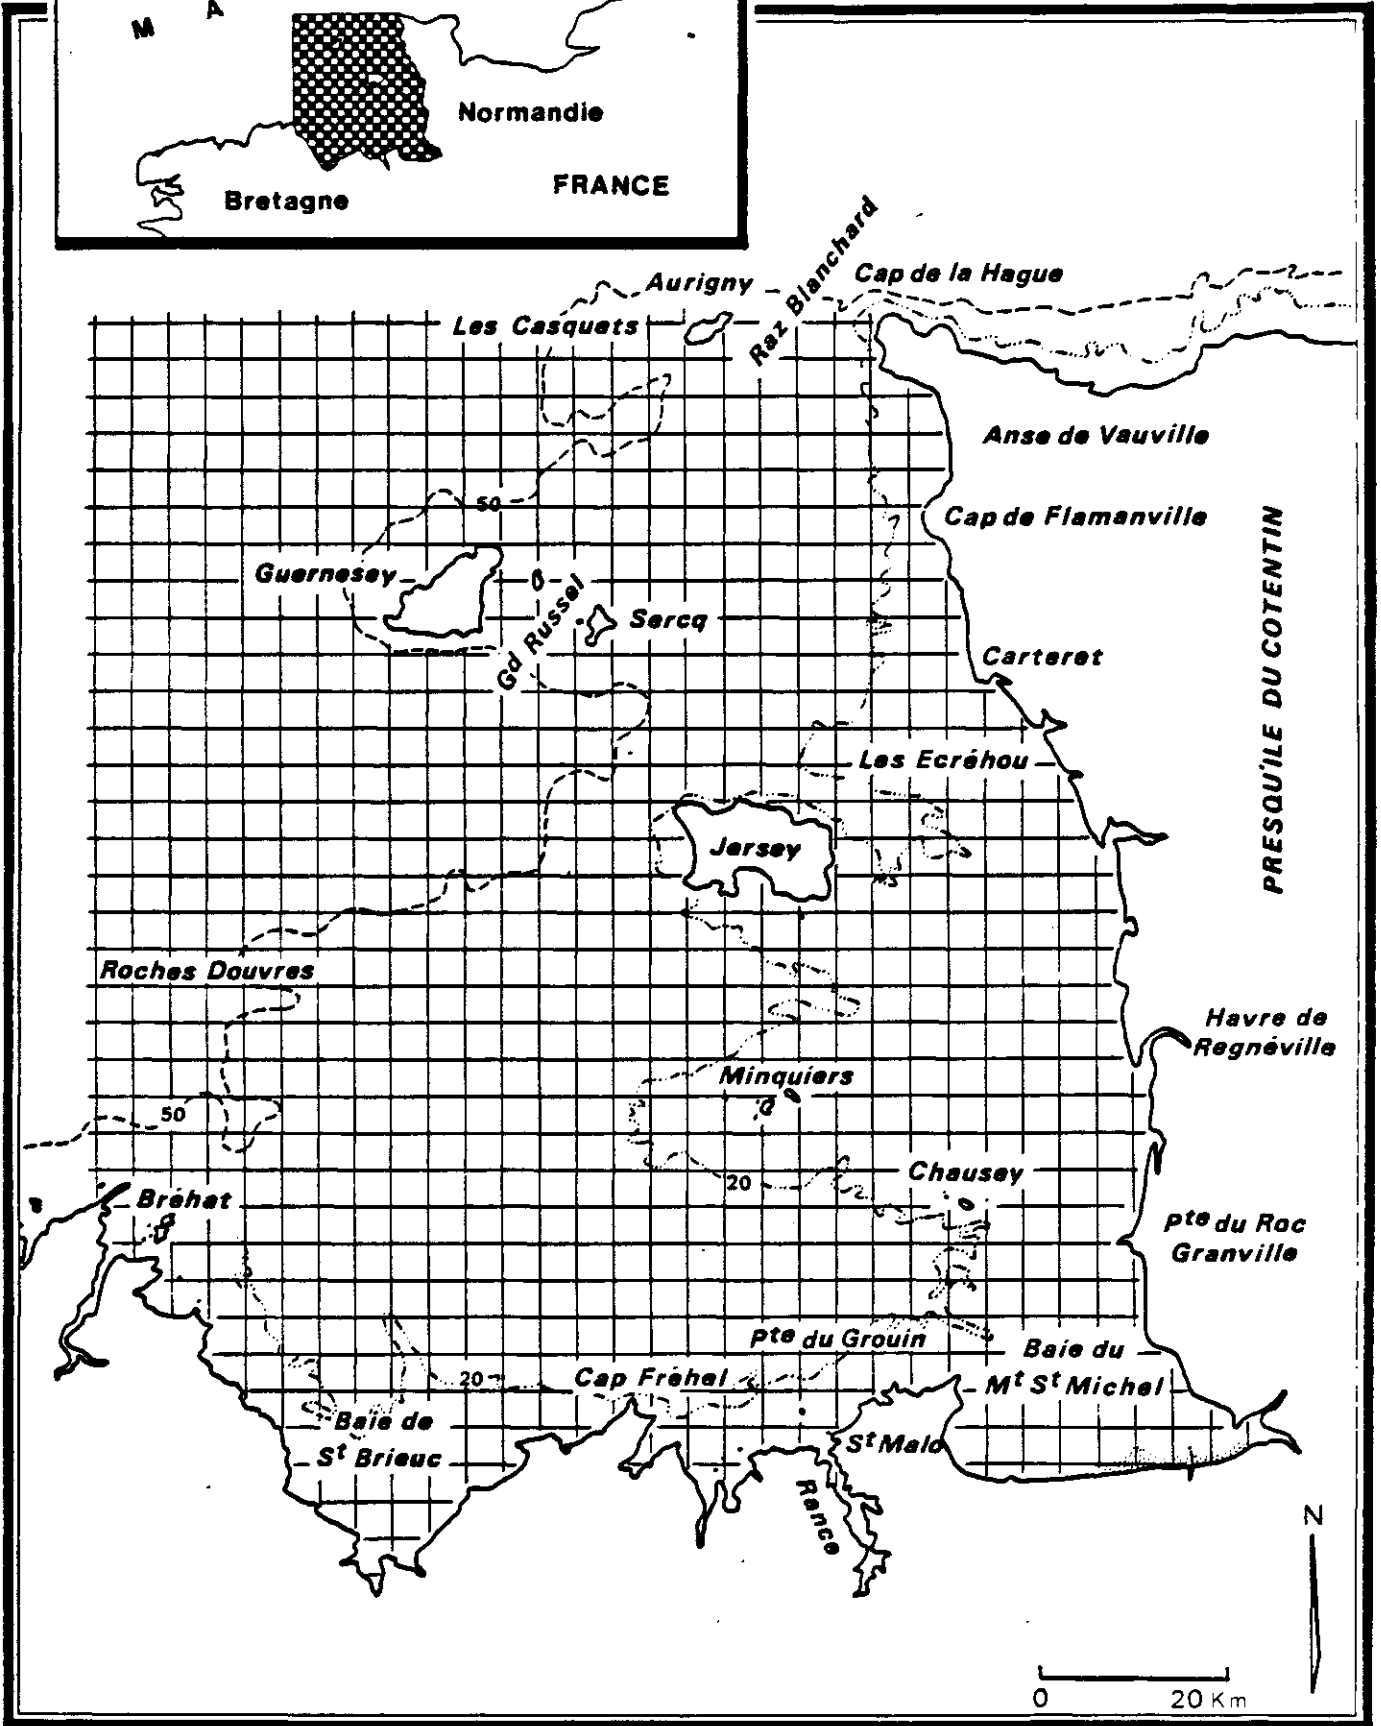 M A
Normandie
FRANCE
Bretagne
Raz Blanchard
Cap de la Hague
Aurigny
Les Casquets
Anse de Vauville
50
Cap de Flamanville
Guernesey
Gd Russel
Sercq
Carteret
PRESQU'ILE DU COTENTIN
Les Ecréhou
Jersey
Roches Douvres
Havre de
Regnéville
Minquiers
50
Chausey
20
Bréhat
Pte du Roc
Granville
Pte du Grouin
Baie du
Mt St Michel
20
Cap Fréhel
Baie de
St Brieuc
St Malo
Rance
N
0 20 Km